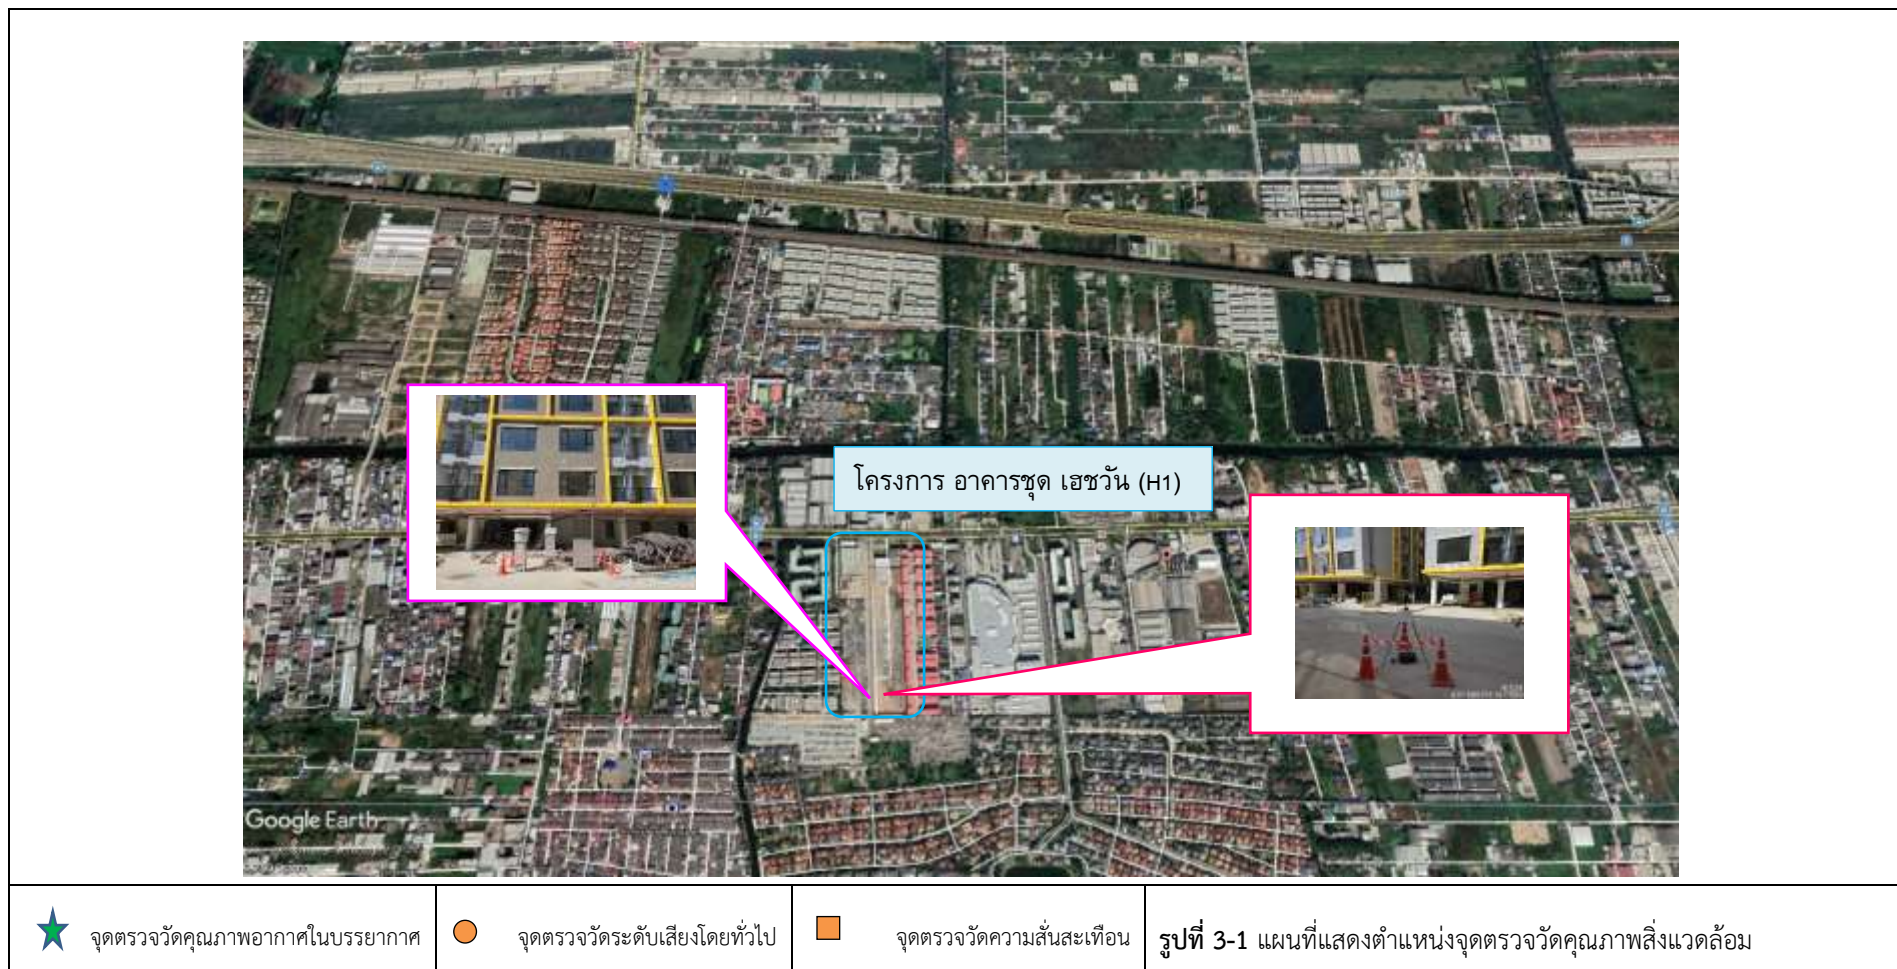 โครงการ อาคารชุด เฮชวัน (H1)
Google Earth
จุดตรวจวัดคุณภาพอากาศในบรรยากาศ
จุดตรวจวัดระดับเสียงโดยทั่วไป
จุดตรวจวัดความสั่นสะเทือน
รูปที่ 3-1 แผนที่แสดงตำแหน่งจุดตรวจวัดคุณภาพสิ่งแวดล้อม